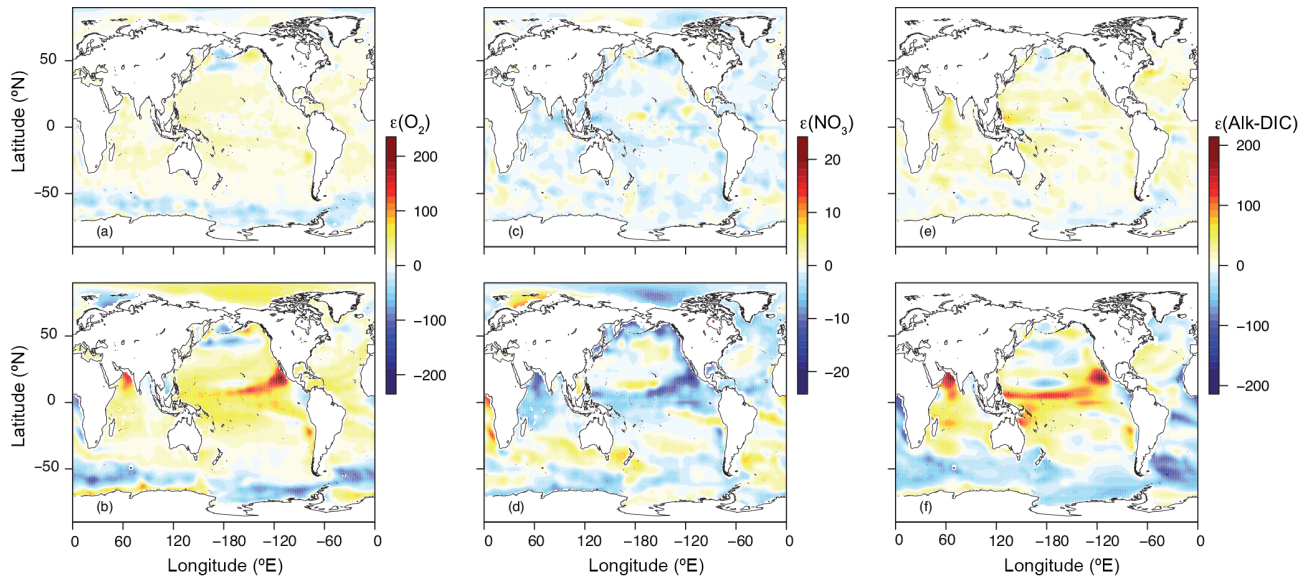 Latitude (ºN)
50
0
−50
(a)
ε(O₂)
200
100
0
−100
−200
(c)
ε(NO₃)
20
10
0
−10
−20
(e)
ε(Alk-DIC)
200
100
0
−100
−200
Latitude (ºN)
50
0
−50
(b)
0 60 120 −180 −120 −60 0
Longitude (ºE)
(d)
0 60 120 −180 −120 −60 0
Longitude (ºE)
(f)
0 60 120 −180 −120 −60 0
Longitude (ºE)